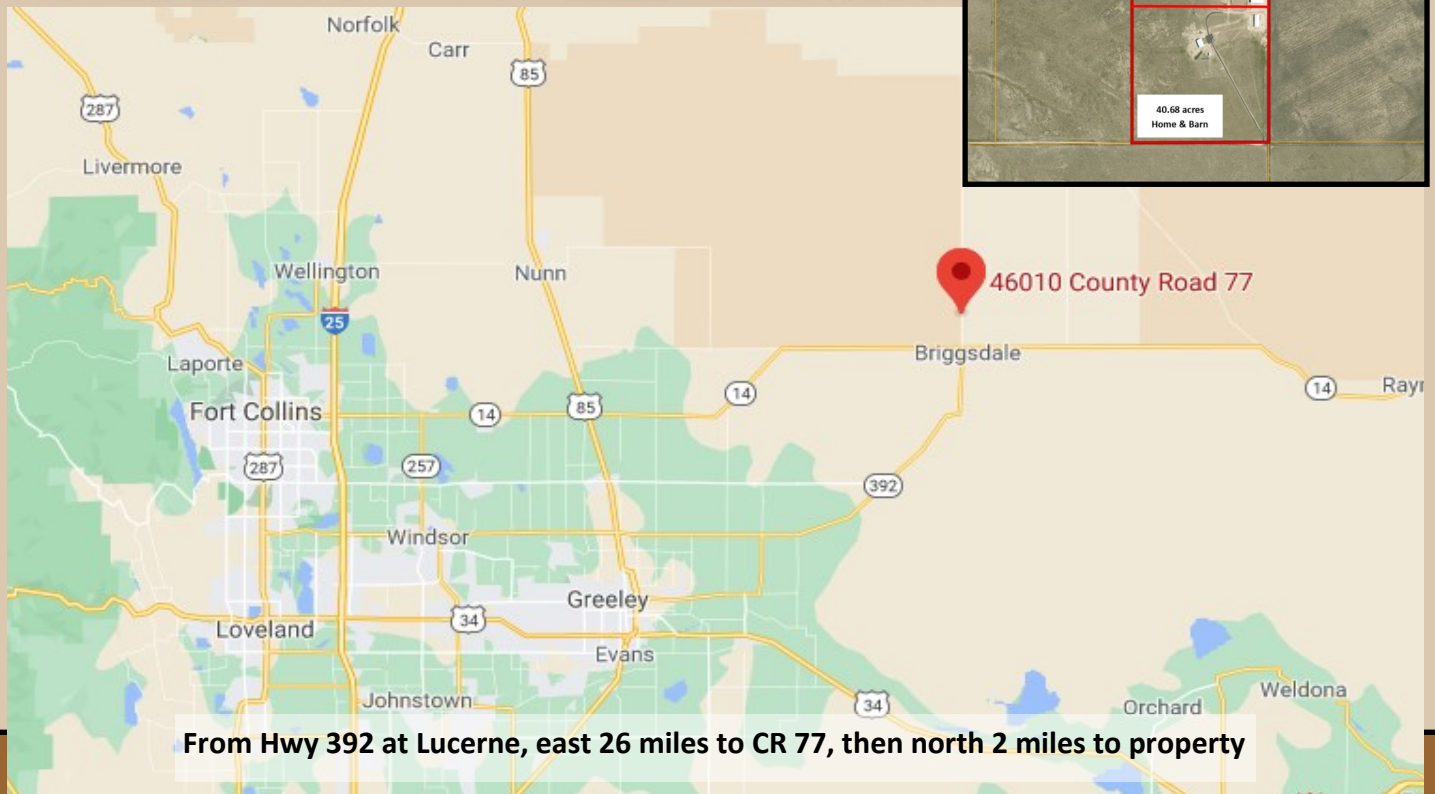 Norfolk
Carr
85
287
40.68 acres
Home & Barn
Livermore
Wellington
Nunn
46010 County Road 77
25
Laporte
Briggsdale
14
14
Fort Collins
14
85
287
257
392
Windsor
Greeley
34
Loveland
Evans
Johnstown
34
Orchard
Weldona
From Hwy 392 at Lucerne, east 26 miles to CR 77, then north 2 miles to property